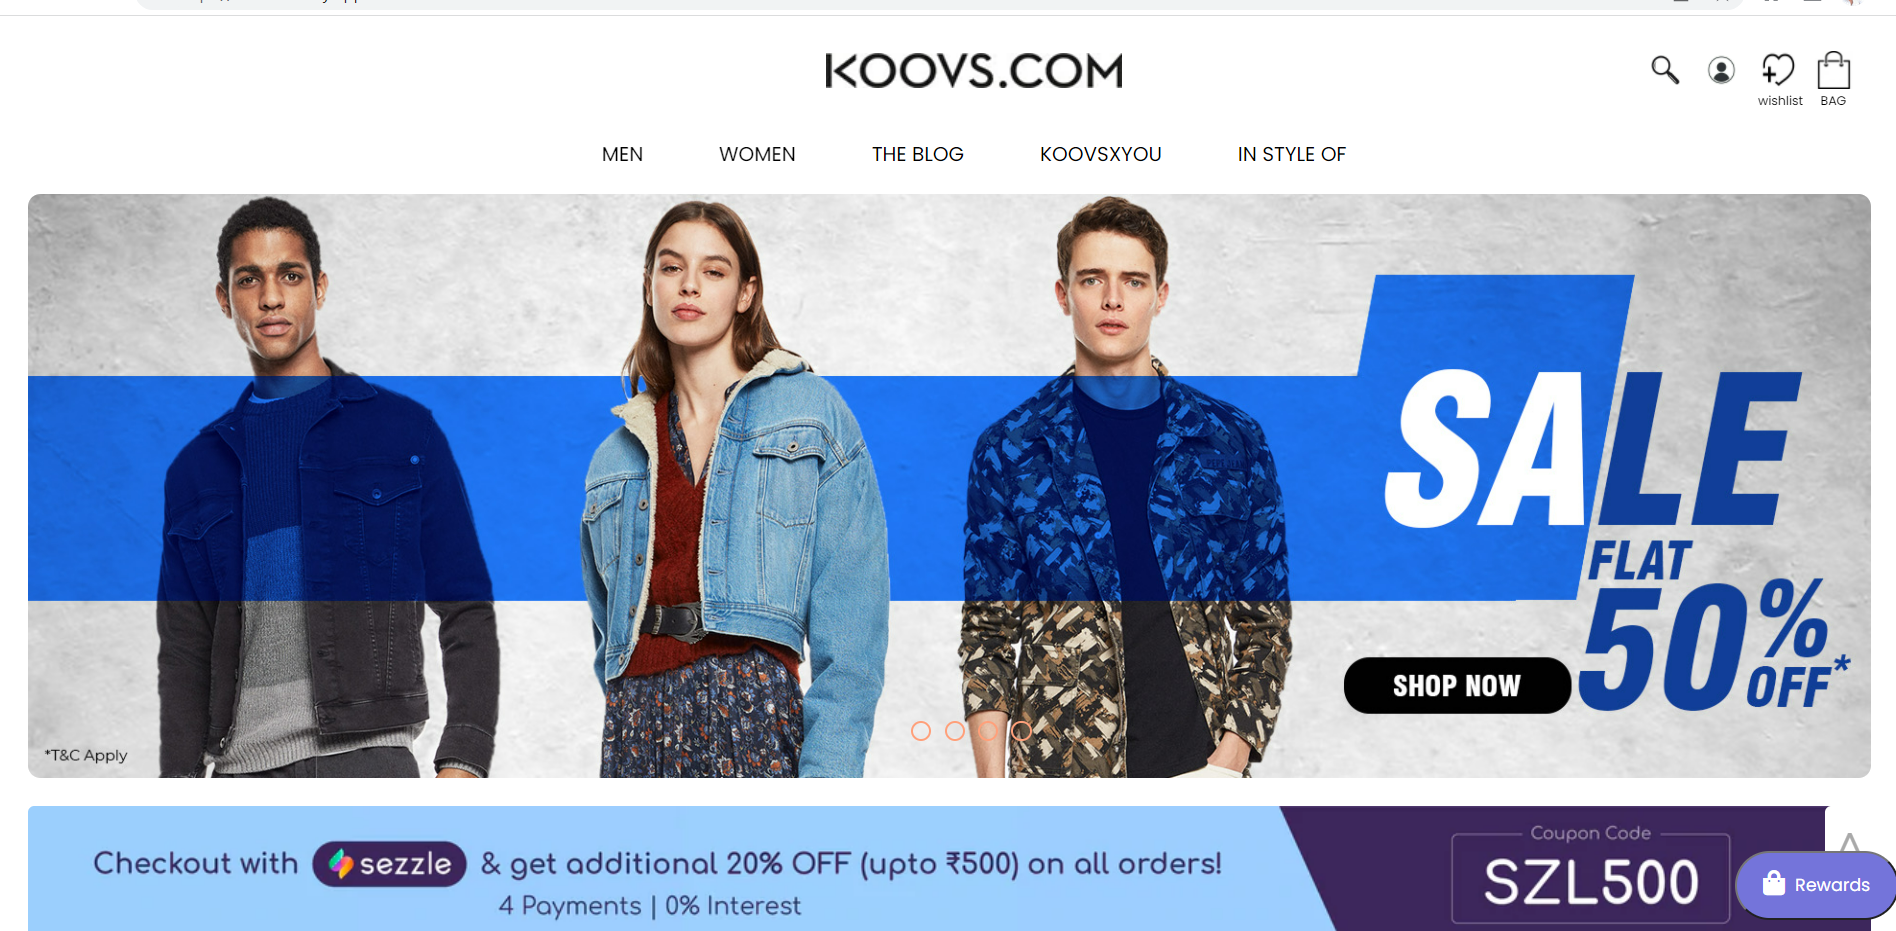 KOOVS.COM
wishlist
BAG
MEN
WOMEN
THE BLOG
KOOVSXYOU
IN STYLE OF
SALE
FLAT
50%
OFF*
SHOP NOW
*T&C Apply
Checkout with sezzle & get additional 20% OFF (upto ₹500) on all orders!
4 Payments | 0% Interest
Coupon Code
SZL500
Rewards